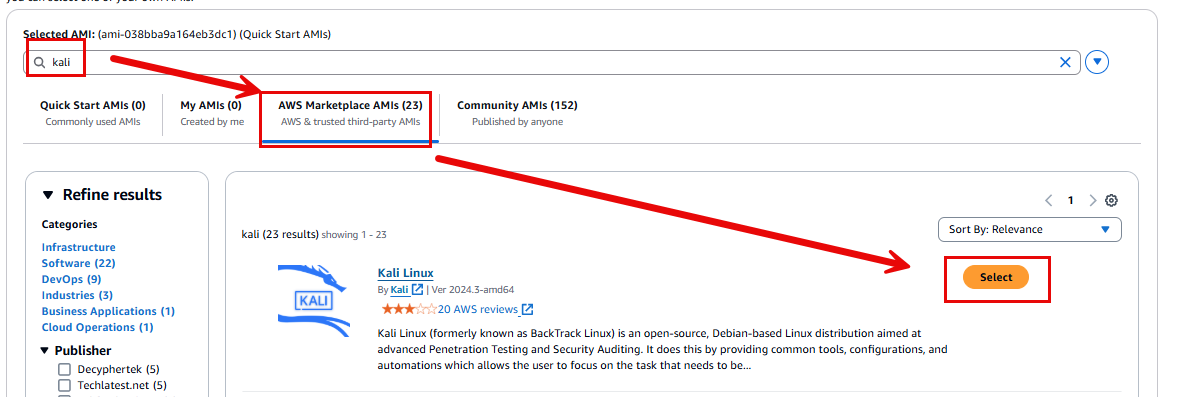 Selected AMI: (ami-038bba9a164eb3dc1) (Quick Start AMIs)
kali
Quick Start AMIs (0)
Commonly used AMIs
My AMIs (0)
Created by me
AWS Marketplace AMIs (23)
AWS & trusted third-party AMIs
Community AMIs (152)
Published by anyone
Refine results
Categories
Infrastructure
Software (22)
DevOps (9)
Industries (3)
Business Applications (1)
Cloud Operations (1)
Publisher
Decyphertek (5)
Techlatest.net (5)
1
kali (23 results) showing 1 - 23
Sort By: Relevance
KALI
Kali Linux
By Kali | Ver 2024.3-amd64
20 AWS reviews
Select
Kali Linux (formerly known as BackTrack Linux) is an open-source, Debian-based Linux distribution aimed at
advanced Penetration Testing and Security Auditing. It does this by providing common tools, configurations, and
automations which allows the user to focus on the task that needs to be...